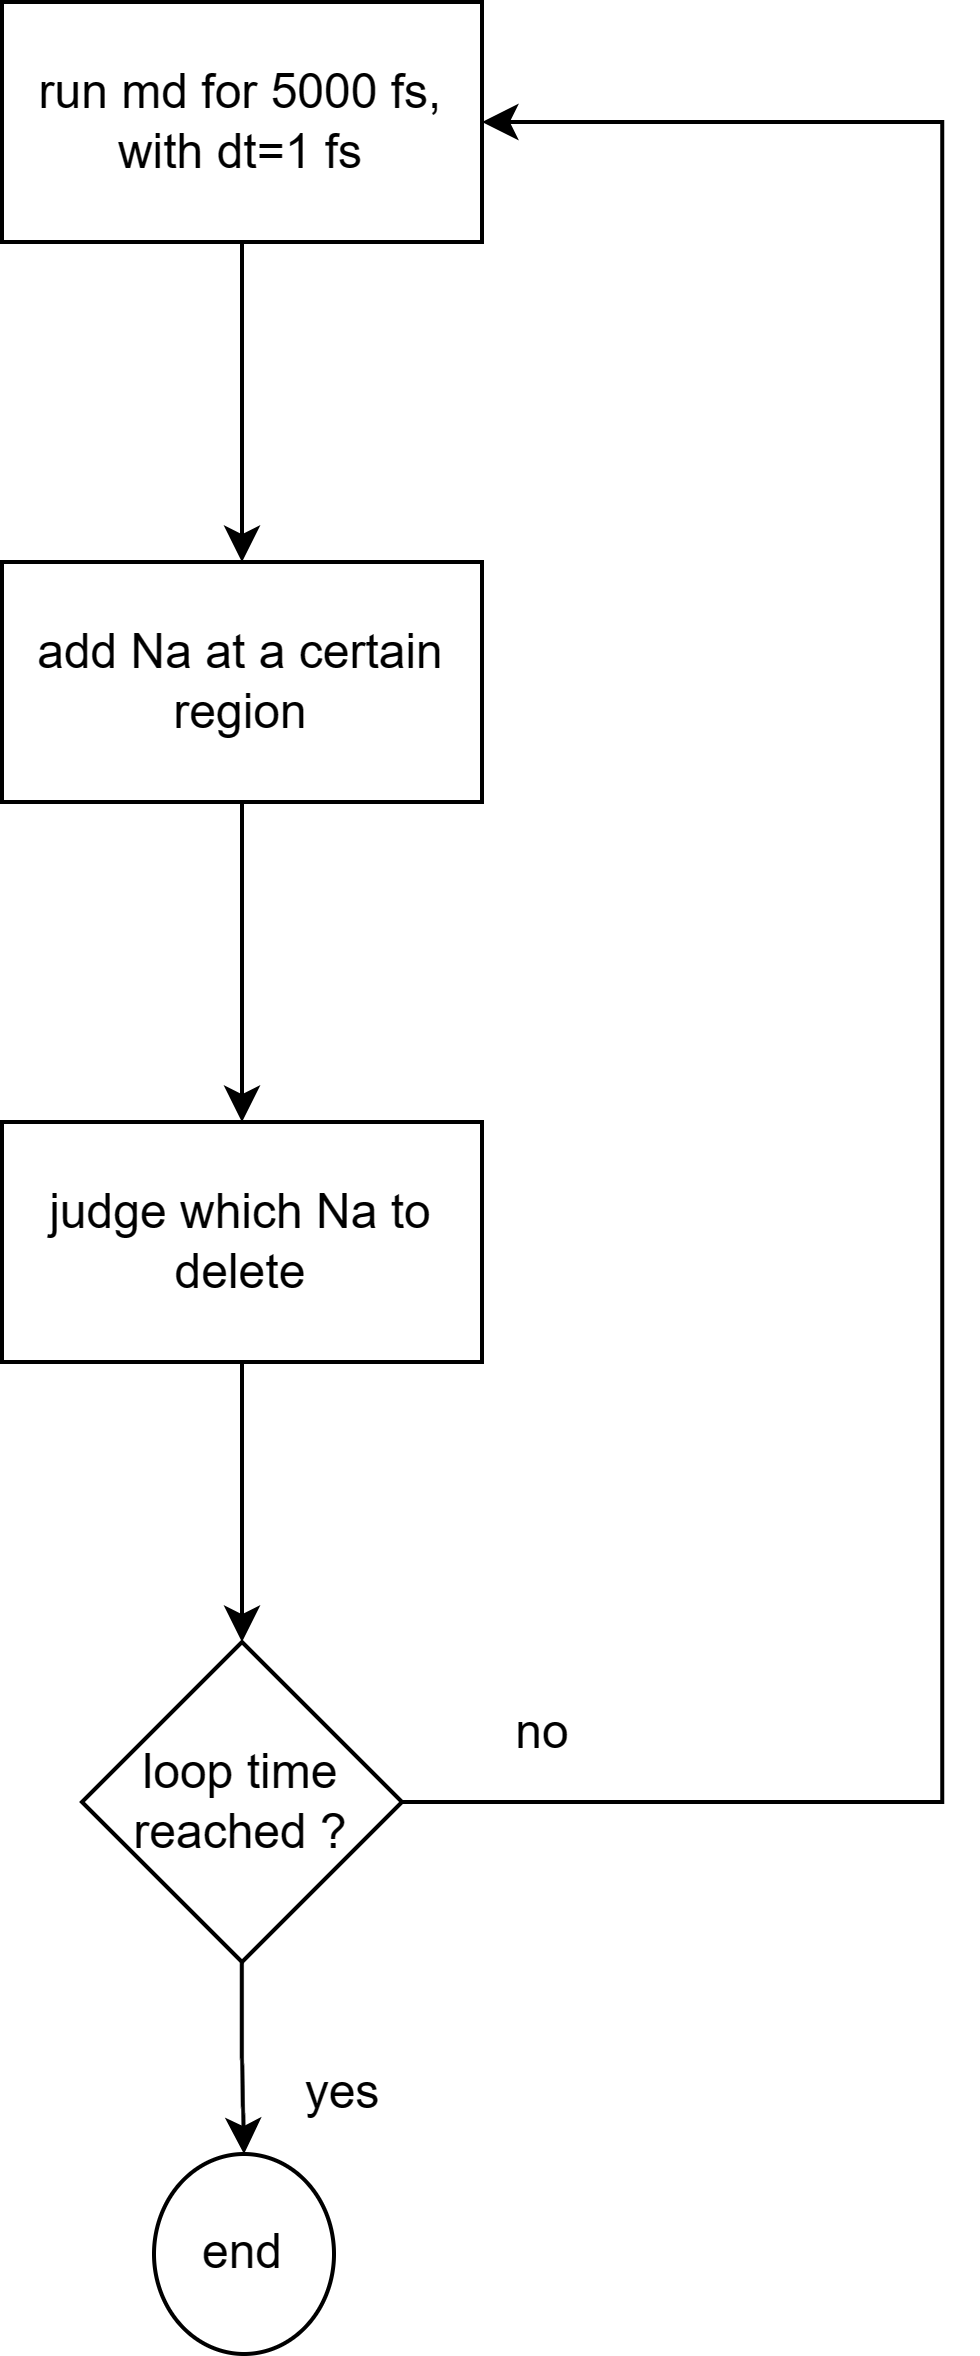 run md for 5000 fs,
with dt=1 fs
add Na at a certain
region
judge which Na to
delete
loop time
reached ?
no
yes
end